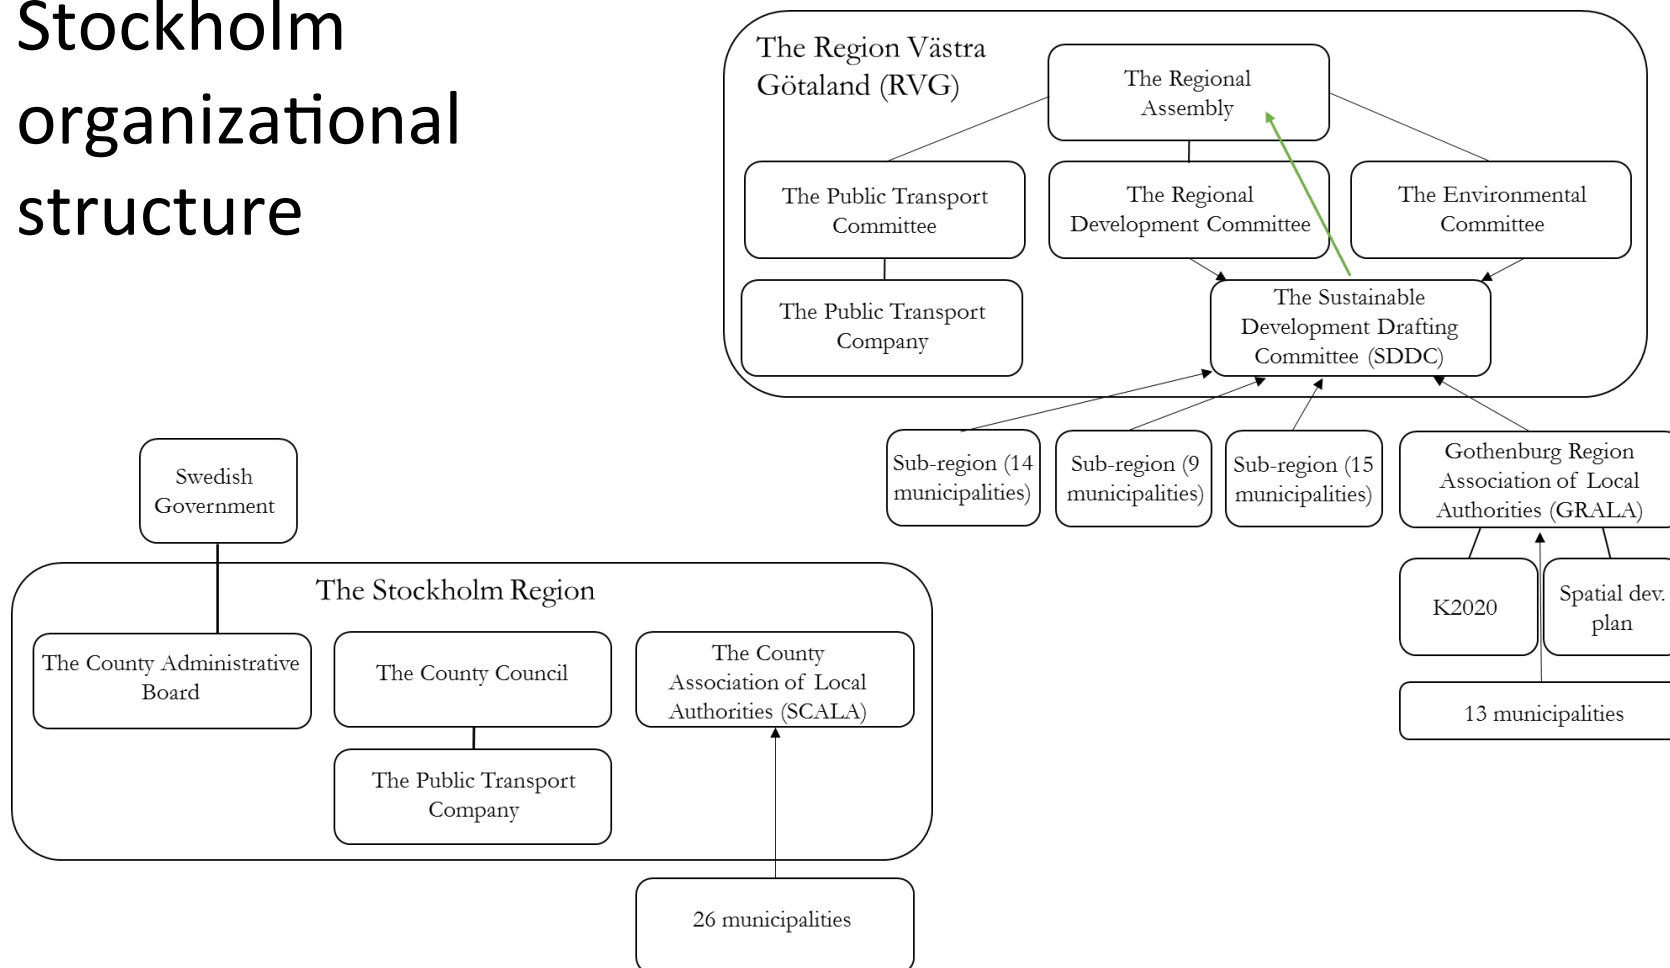 Stockholm
organizational
structure
The Region Västra
Götaland (RVG)
The Regional
Assembly
The Public Transport
Committee
The Regional
Development Committee
The Environmental
Committee
The Public Transport
Company
The Sustainable
Development Drafting
Committee (SDDC)
Sub-region (14
municipalities)
Sub-region (9
municipalities)
Sub-region (15
municipalities)
Gothenburg Region
Association of Local
Authorities (GRALA)
K2020
Spatial dev.
plan
13 municipalities
Swedish
Government
The Stockholm Region
The County Administrative
Board
The County Council
The County
Association of Local
Authorities (SCALA)
The Public Transport
Company
26 municipalities